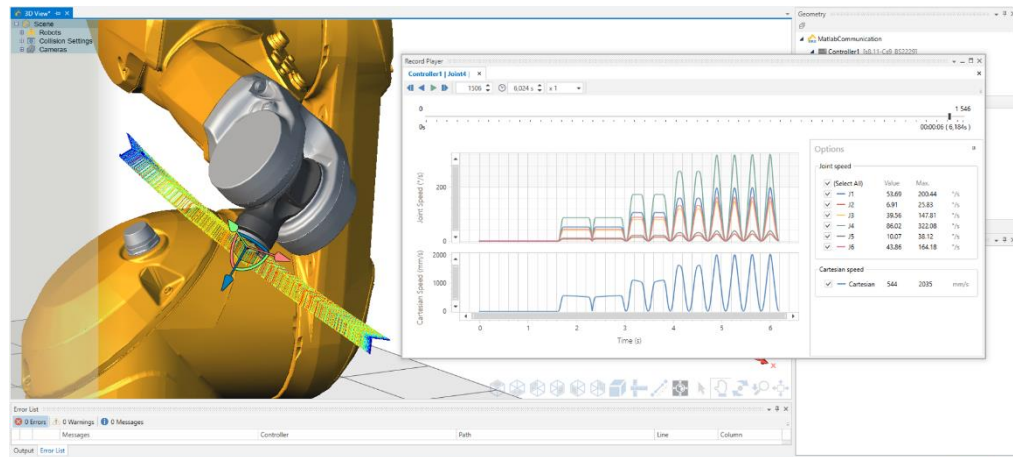 3D View*
Scene
Robots
Collision Settings
Cameras
Geometry
MatlabCommunication
Controller1
Record Player
Controller1 | Joint4
1506
6,024 s
x 1
0
1 546
0s
00:00:06 ( 6,184s )
Joint Speed (°/s)
200
0
Cartesian Speed (mm/s)
2000
1000
0
0
1
2
3
4
5
6
Time (s)
Options
Joint speed
(Select All) Value Max.
J1 53.69 200.44 °/s
J2 6.91 25.83 °/s
J3 39.56 147.81 °/s
J4 86.02 322.08 °/s
J5 10.07 38.12 °/s
J6 43.86 164.18 °/s
Cartesian speed
Cartesian 544 2035 mm/s
x
Error List
0 Errors 0 Warnings 0 Messages
Messages Controller Path Line Column
Output Error List